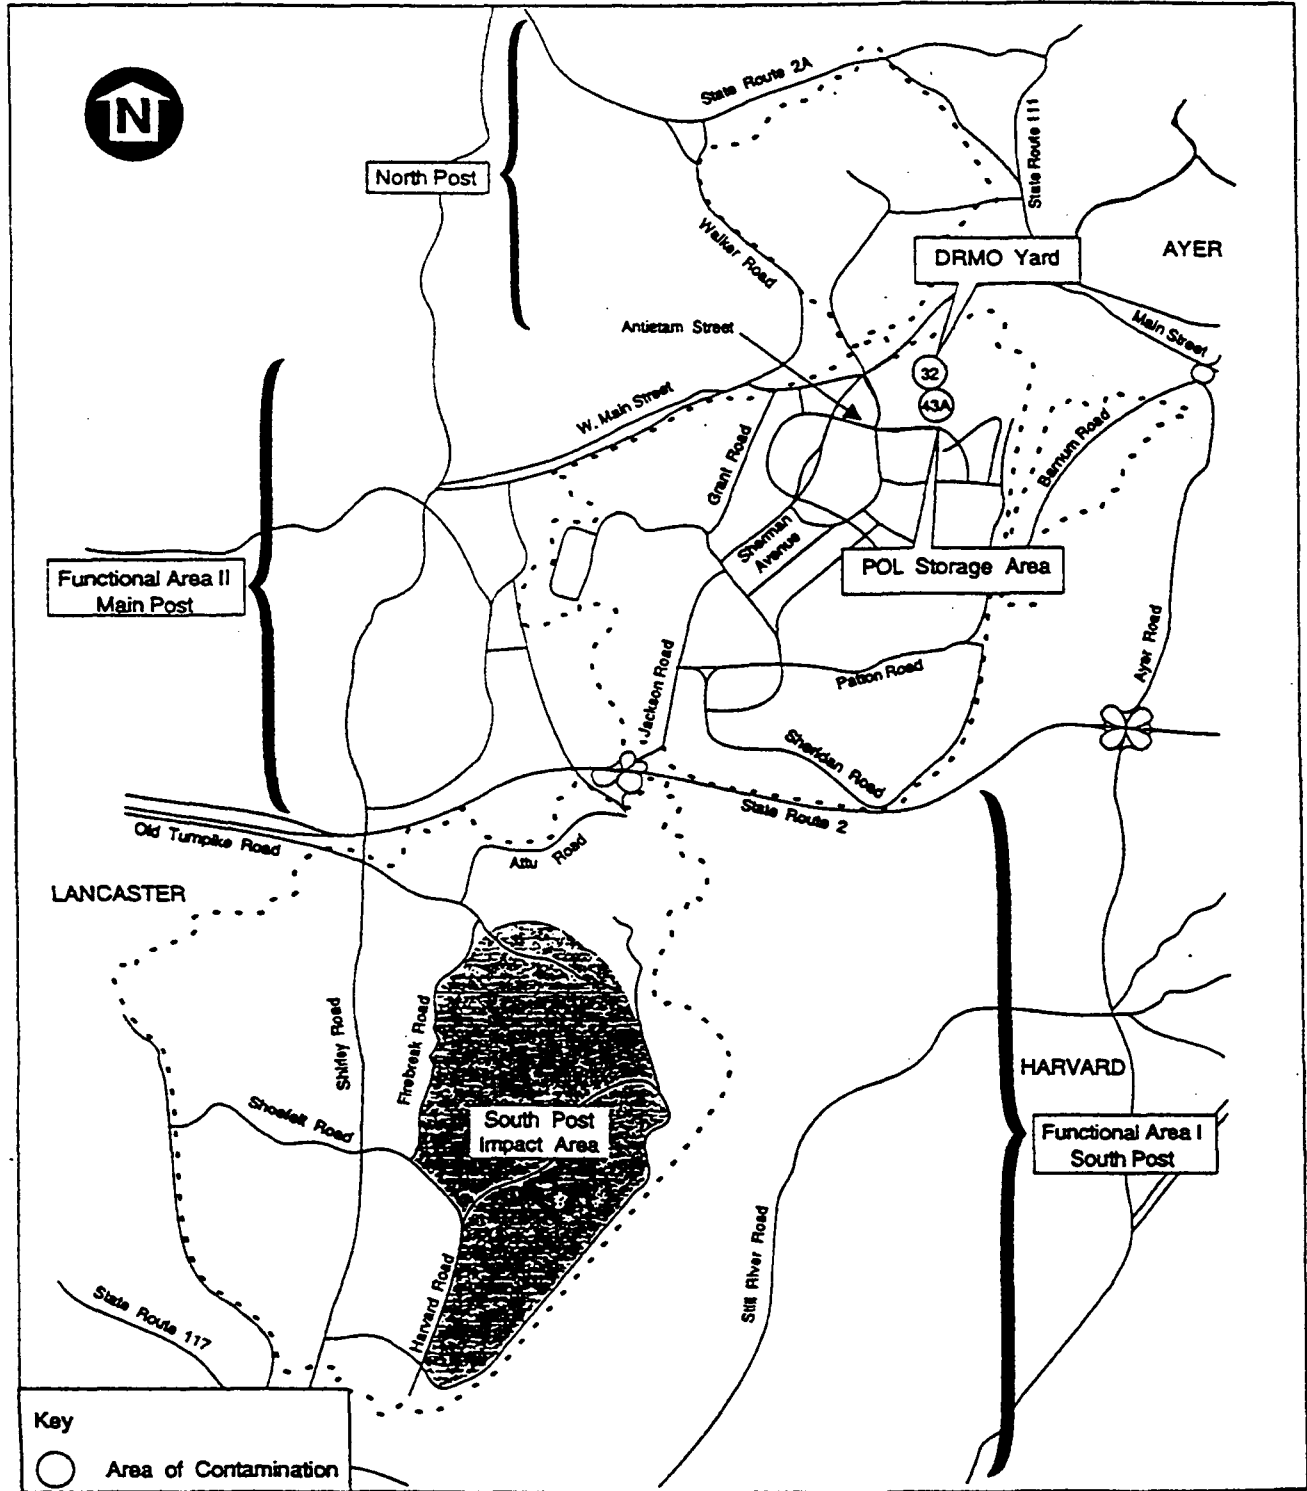 State Route 2A
N
State Route 111
North Post
Walker Road
DRMO Yard
AYER
Antietam Street
Main Street
32
43A
W. Main Street
Grant Road
Barnum Road
Sherman
Avenue
POL Storage Area
Functional Area II
Main Post
Jackson Road
Ayer Road
Patton Road
Sheridan Road
State Route 2
Old Turnpike Road
Attu Road
LANCASTER
Shirley Road
Firebreak Road
HARVARD
Shoefelt Road
South Post
Impact Area
Functional Area I
South Post
Still River Road
Harvard Road
State Route 117
Key
Area of Contamination